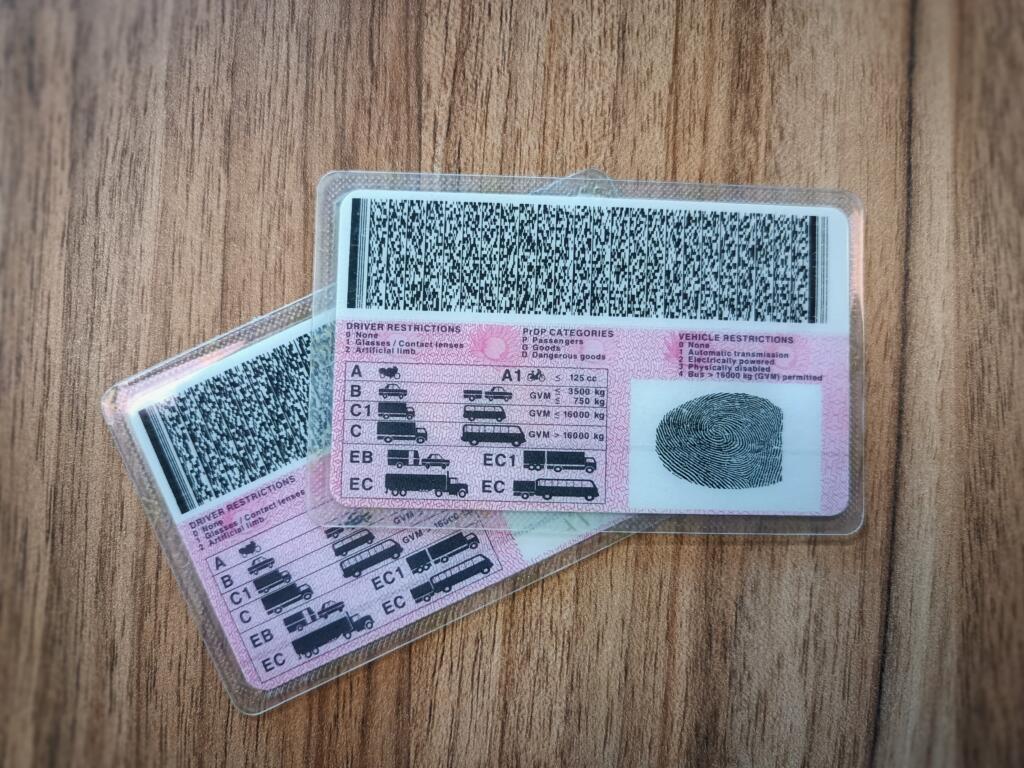 DRIVER RESTRICTIONS
0 None
1 Glasses / Contact lenses
2 Artificial limb
PrDP CATEGORIES
P Passengers
G Goods
D Dangerous goods
VEHICLE RESTRICTIONS
0 None
1 Automatic transmission
2 Electrically powered
3 Physically disabled
4 Bus > 16000 kg (GVM) permitted
A A1 ≤ 125 cc
B GVM ≤ 3500 kg
≤ 750 kg
C1 GVM ≤ 16000 kg
C GVM > 16000 kg
EB EC1
EC EC
DRIVER RESTRICTIONS
0 None
1 Glasses / Contact lenses
2 Artificial limb
A
B
C1
C
EB EC1
EC EC